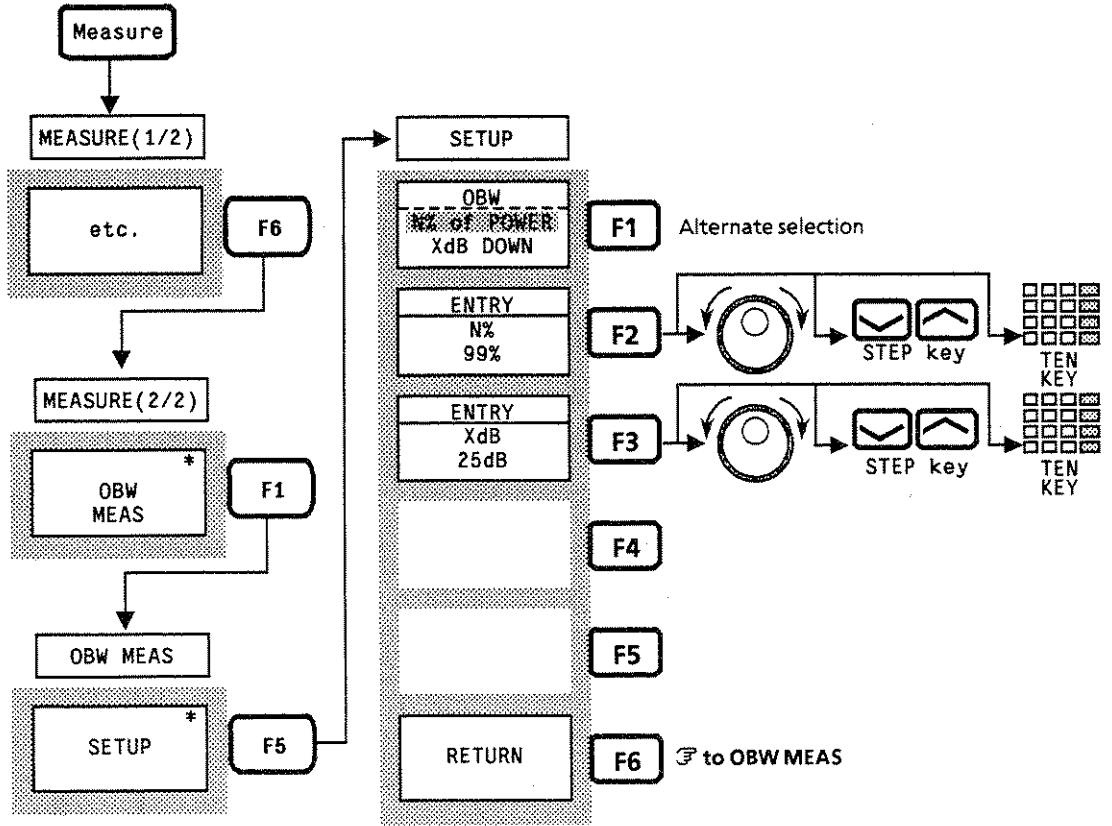 Measure
MEASURE(1/2)
etc.
F6
MEASURE(2/2)
*
OBW
MEAS
F1
OBW MEAS
*
SETUP
F5
SETUP
OBW
N% of POWER
XdB DOWN
F1 Alternate selection
ENTRY
N%
99%
F2
STEP key
TEN
KEY
ENTRY
XdB
25dB
F3
STEP key
TEN
KEY
F4
F5
RETURN
F6 ☞ to OBW MEAS